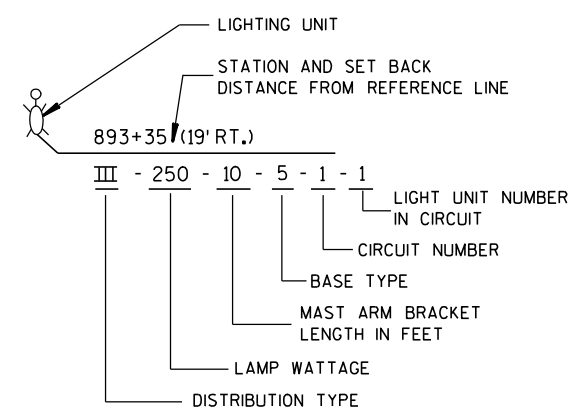 LIGHTING UNIT
STATION AND SET BACK
DISTANCE FROM REFERENCE LINE
893+35 (19' RT.)
III - 250 - 10 - 5 - 1 - 1
LIGHT UNIT NUMBER
IN CIRCUIT
CIRCUIT NUMBER
BASE TYPE
MAST ARM BRACKET
LENGTH IN FEET
LAMP WATTAGE
DISTRIBUTION TYPE